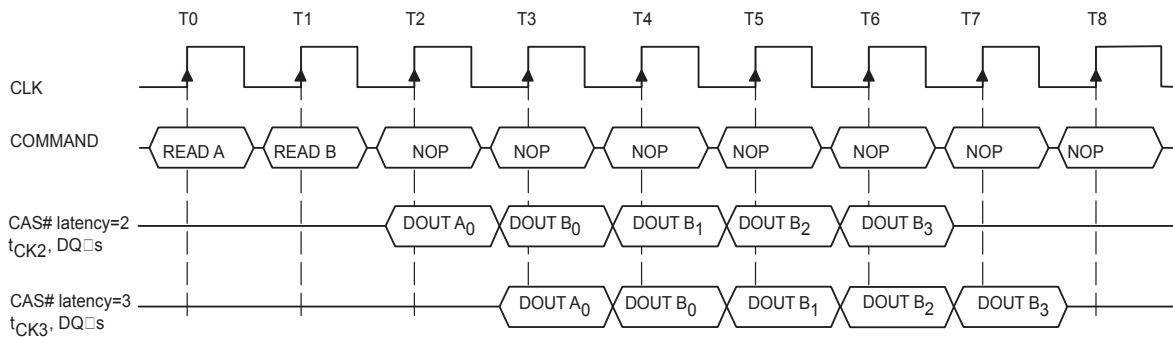 T0 T1 T2 T3 T4 T5 T6 T7 T8
CLK
COMMAND
READ A READ B NOP NOP NOP NOP NOP NOP NOP
CAS# latency=2
tCK2, DQ□s
DOUT A0 DOUT B0 DOUT B1 DOUT B2 DOUT B3
CAS# latency=3
tCK3, DQ□s
DOUT A0 DOUT B0 DOUT B1 DOUT B2 DOUT B3